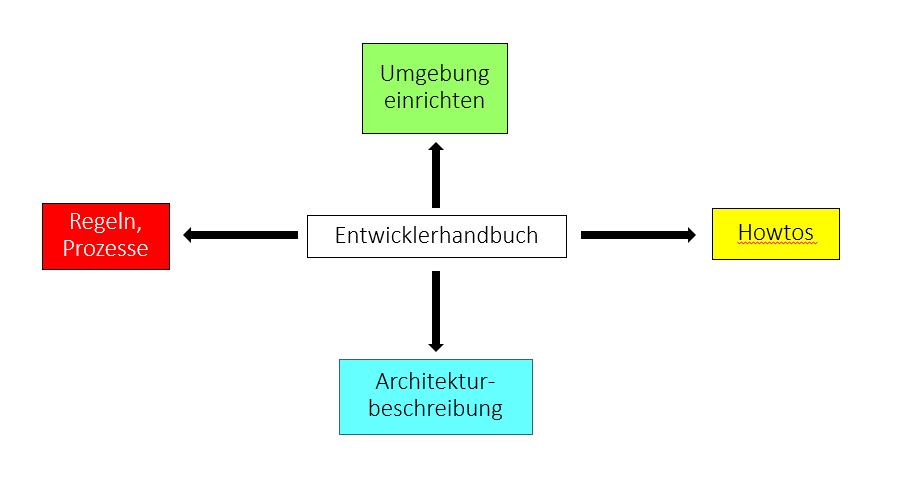 Umgebung
einrichten
Regeln,
Prozesse
Entwicklerhandbuch
Howtos
Architektur-
beschreibung